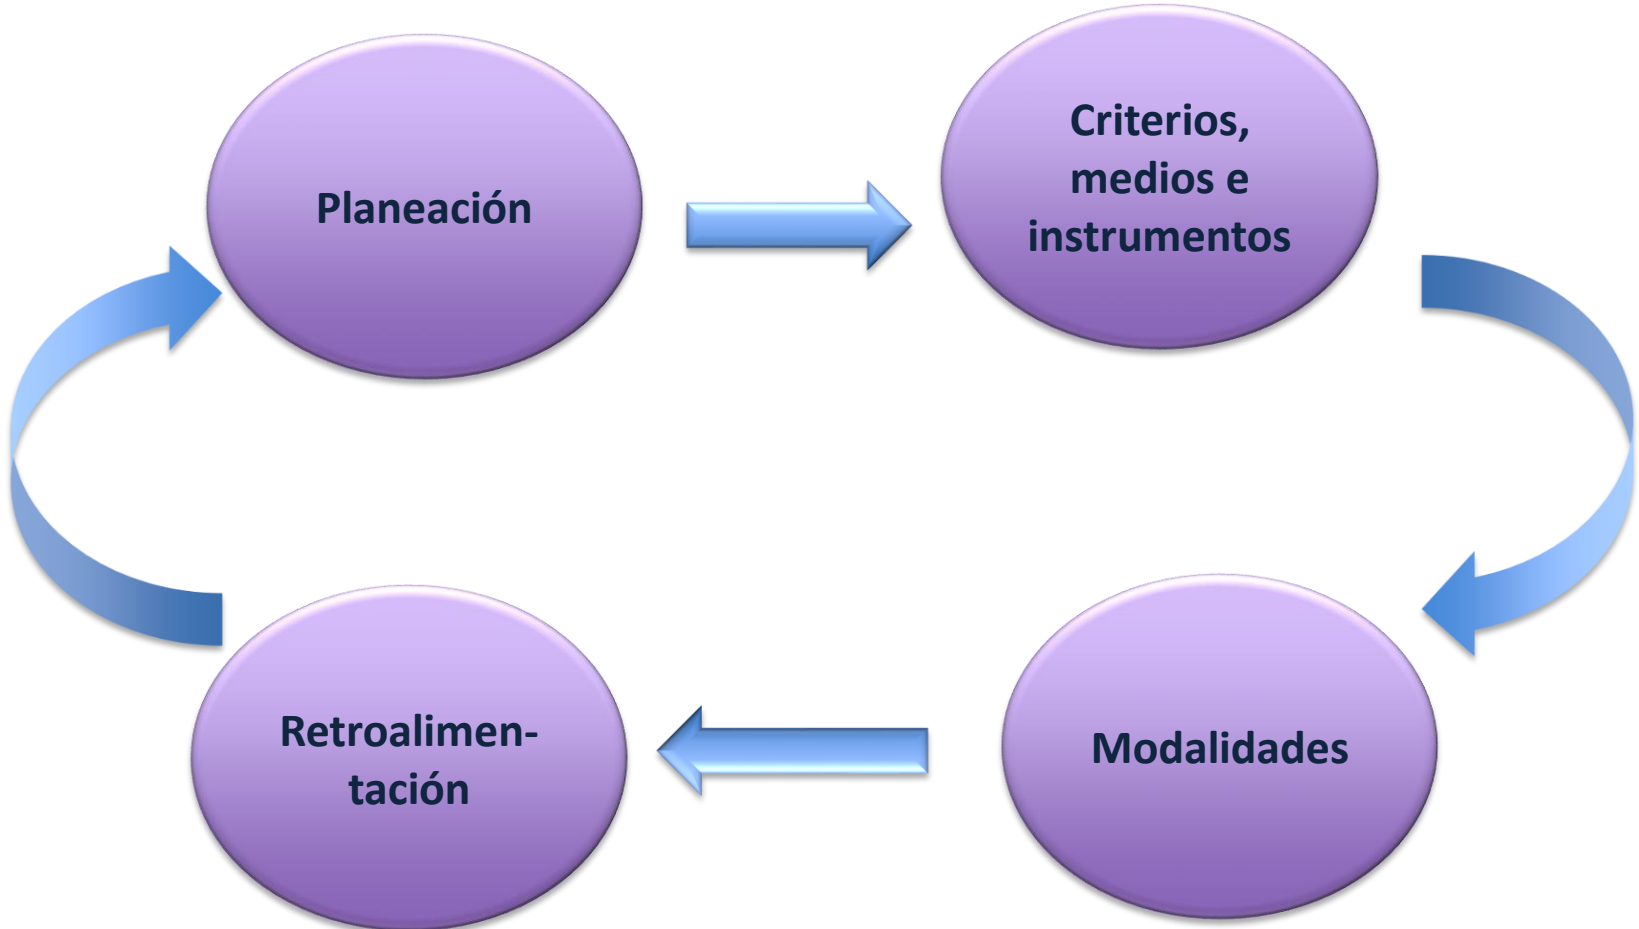 Planeación
Criterios,
medios e
instrumentos
Retroalimen-
tación
Modalidades